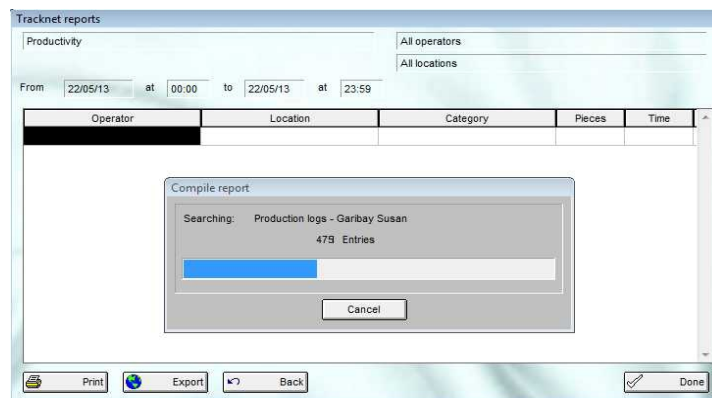 Tracknet reports
Productivity
All operators
All locations
From 22/05/13 at 00:00 to 22/05/13 at 23:59
Operator Location Category Pieces Time
Compile report
Searching: Production logs - Garibay Susan
Entries
Cancel
Print Export Back Done